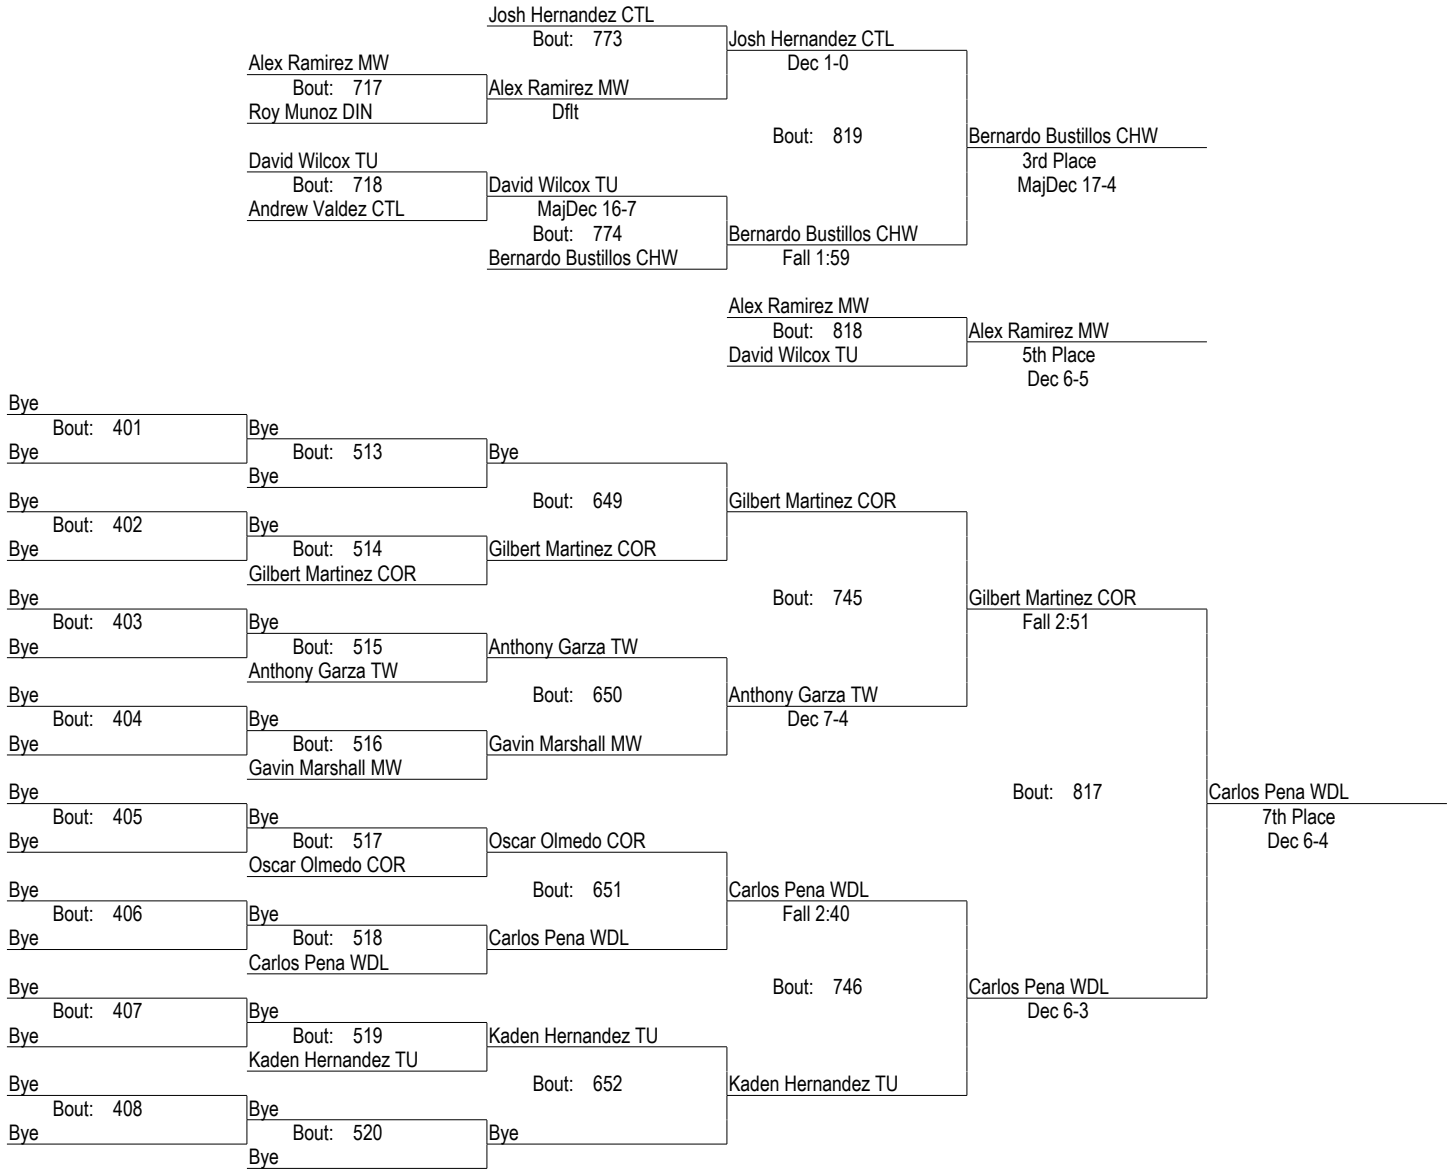 Josh Hernandez CTL
Bout: 773
Josh Hernandez CTL
Dec 1-0
Alex Ramirez MW
Bout: 717
Alex Ramirez MW
Roy Munoz DIN
Dflt
Bout: 819
Bernardo Bustillos CHW
3rd Place
MajDec 17-4
David Wilcox TU
Bout: 718
David Wilcox TU
Andrew Valdez CTL
MajDec 16-7
Bout: 774
Bernardo Bustillos CHW
Bernardo Bustillos CHW
Fall 1:59
Alex Ramirez MW
Bout: 818
Alex Ramirez MW
David Wilcox TU
5th Place
Dec 6-5
Bye
Bout: 401
Bye
Bye
Bout: 513
Bye
Bye
Bye
Bout: 649
Gilbert Martinez COR
Bout: 402
Bye
Bye
Bout: 514
Gilbert Martinez COR
Gilbert Martinez COR
Bye
Bout: 745
Gilbert Martinez COR
Bout: 403
Bye
Fall 2:51
Bye
Bout: 515
Anthony Garza TW
Anthony Garza TW
Bye
Bout: 650
Anthony Garza TW
Bout: 404
Bye
Dec 7-4
Bye
Bout: 516
Gavin Marshall MW
Gavin Marshall MW
Bye
Bout: 817
Carlos Pena WDL
Bout: 405
Bye
7th Place
Bye
Bout: 517
Oscar Olmedo COR
Dec 6-4
Oscar Olmedo COR
Bye
Bout: 651
Carlos Pena WDL
Bout: 406
Bye
Fall 2:40
Bye
Bout: 518
Carlos Pena WDL
Carlos Pena WDL
Bye
Bout: 746
Carlos Pena WDL
Bout: 407
Bye
Dec 6-3
Bye
Bout: 519
Kaden Hernandez TU
Kaden Hernandez TU
Bye
Bout: 652
Kaden Hernandez TU
Bout: 408
Bye
Bye
Bout: 520
Bye
Bye